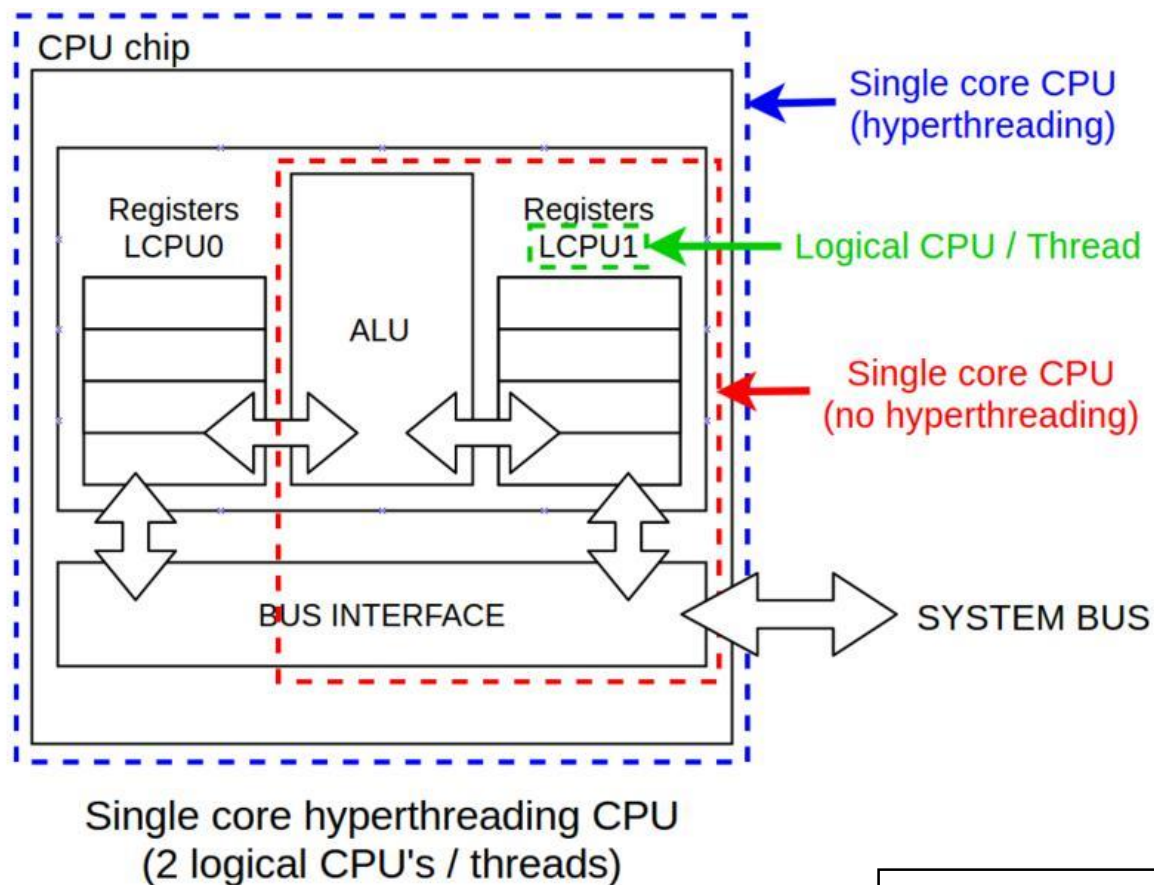 CPU chip
Single core CPU
(hyperthreading)
Registers
LCPU0
Registers
LCPU1
Logical CPU / Thread
ALU
Single core CPU
(no hyperthreading)
BUS INTERFACE
SYSTEM BUS
Single core hyperthreading CPU
(2 logical CPU's / threads)